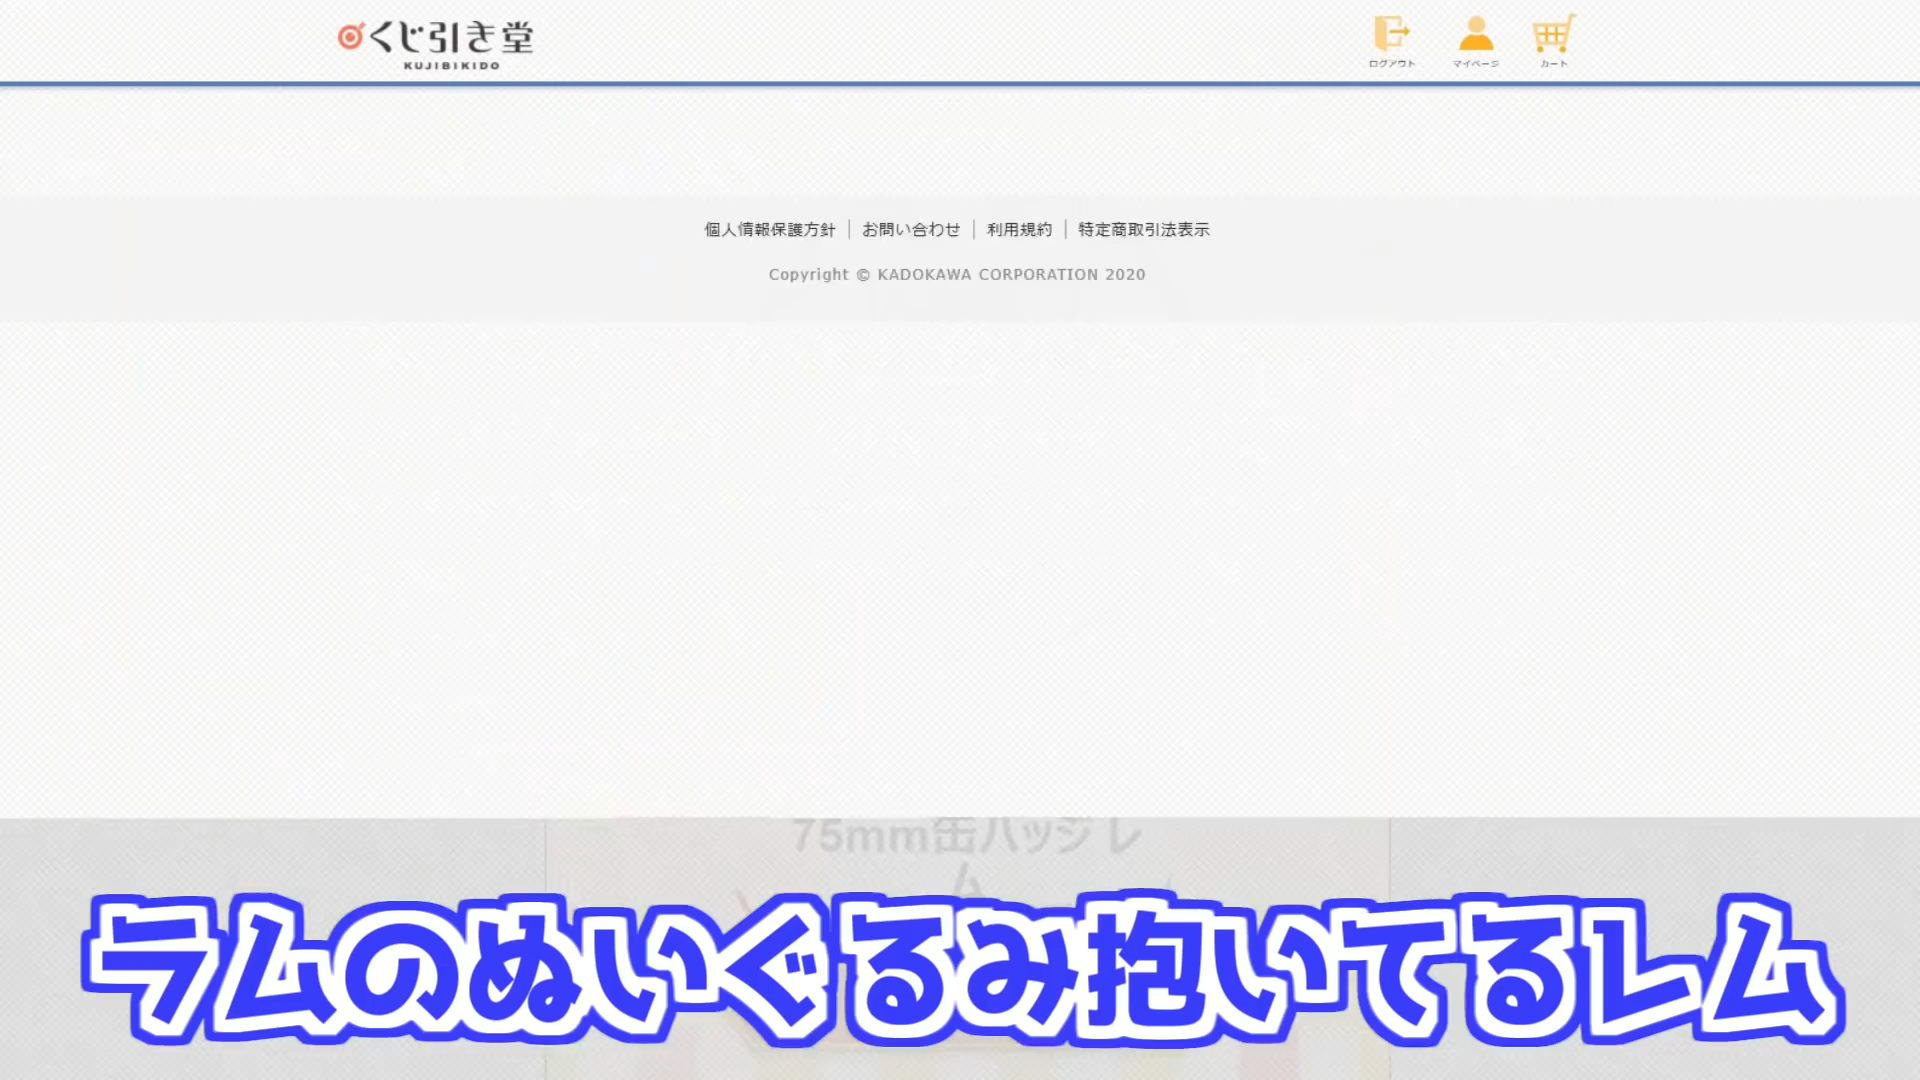 くじ引き堂
KUJIBIKIDO
ログアウト
マイページ
カート
個人情報保護方針 | お問い合わせ | 利用規約 | 特定商取引法表示
Copyright © KADOKAWA CORPORATION 2020
75mm缶バッジ レ
ム
ラムのぬいぐるみ抱いてるレム